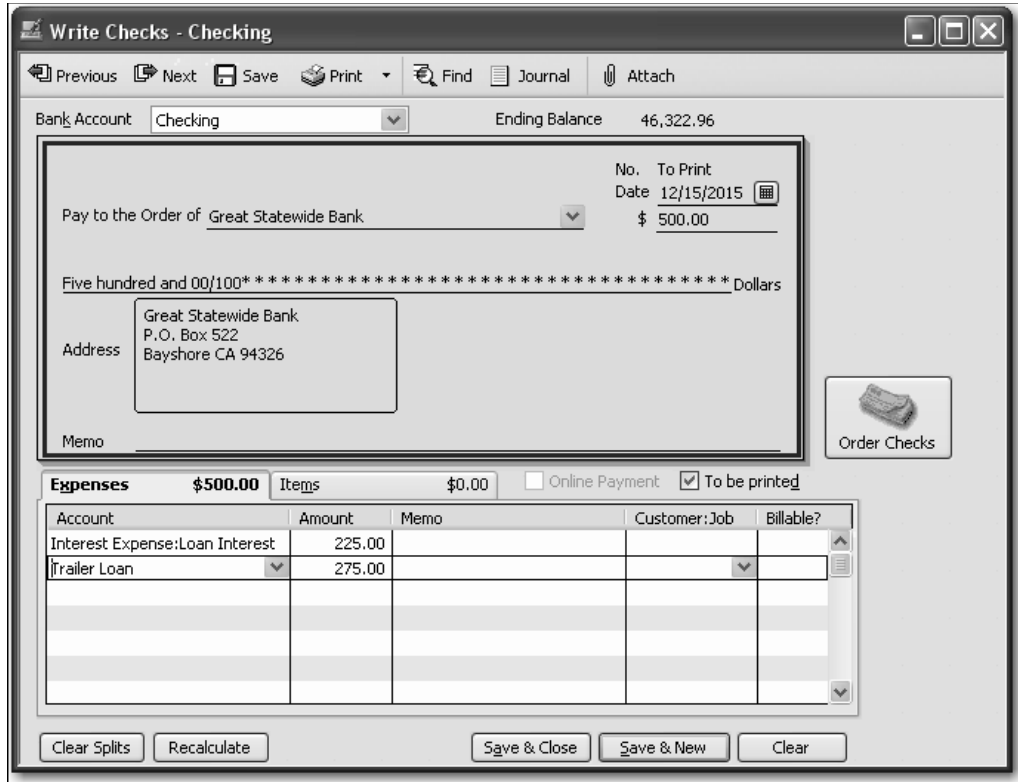 Write Checks - Checking
Previous Next Save Print Find Journal Attach
Bank Account Checking Ending Balance 46,322.96
No. To Print
Date 12/15/2015
Pay to the Order of Great Statewide Bank $ 500.00
Five hundred and 00/100* * * * * * * * * * * * * * * * * * * * * * * * * * * * * * * * * * * * * Dollars
Great Statewide Bank
P.O. Box 522
Address Bayshore CA 94326
Order Checks
Memo
Expenses $500.00 Items $0.00 Online Payment To be printed
Account Amount Memo Customer:Job Billable?
Interest Expense:Loan Interest 225.00
Trailer Loan 275.00
Clear Splits Recalculate Save & Close Save & New Clear